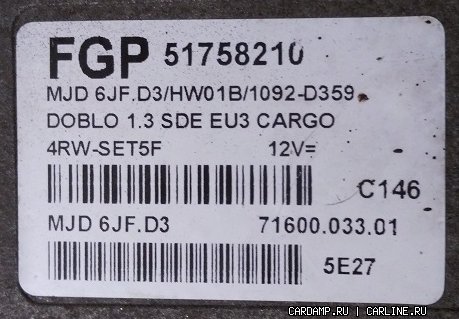 FGP 51758210
MJD 6JF.D3/HW01B/1092-D359
DOBLO 1.3 SDE EU3 CARGO
4RW-SET5F 12V=
C146
MJD 6JF.D3 71600.033.01
5E27
CARDAMP.RU | CARLINE.RU